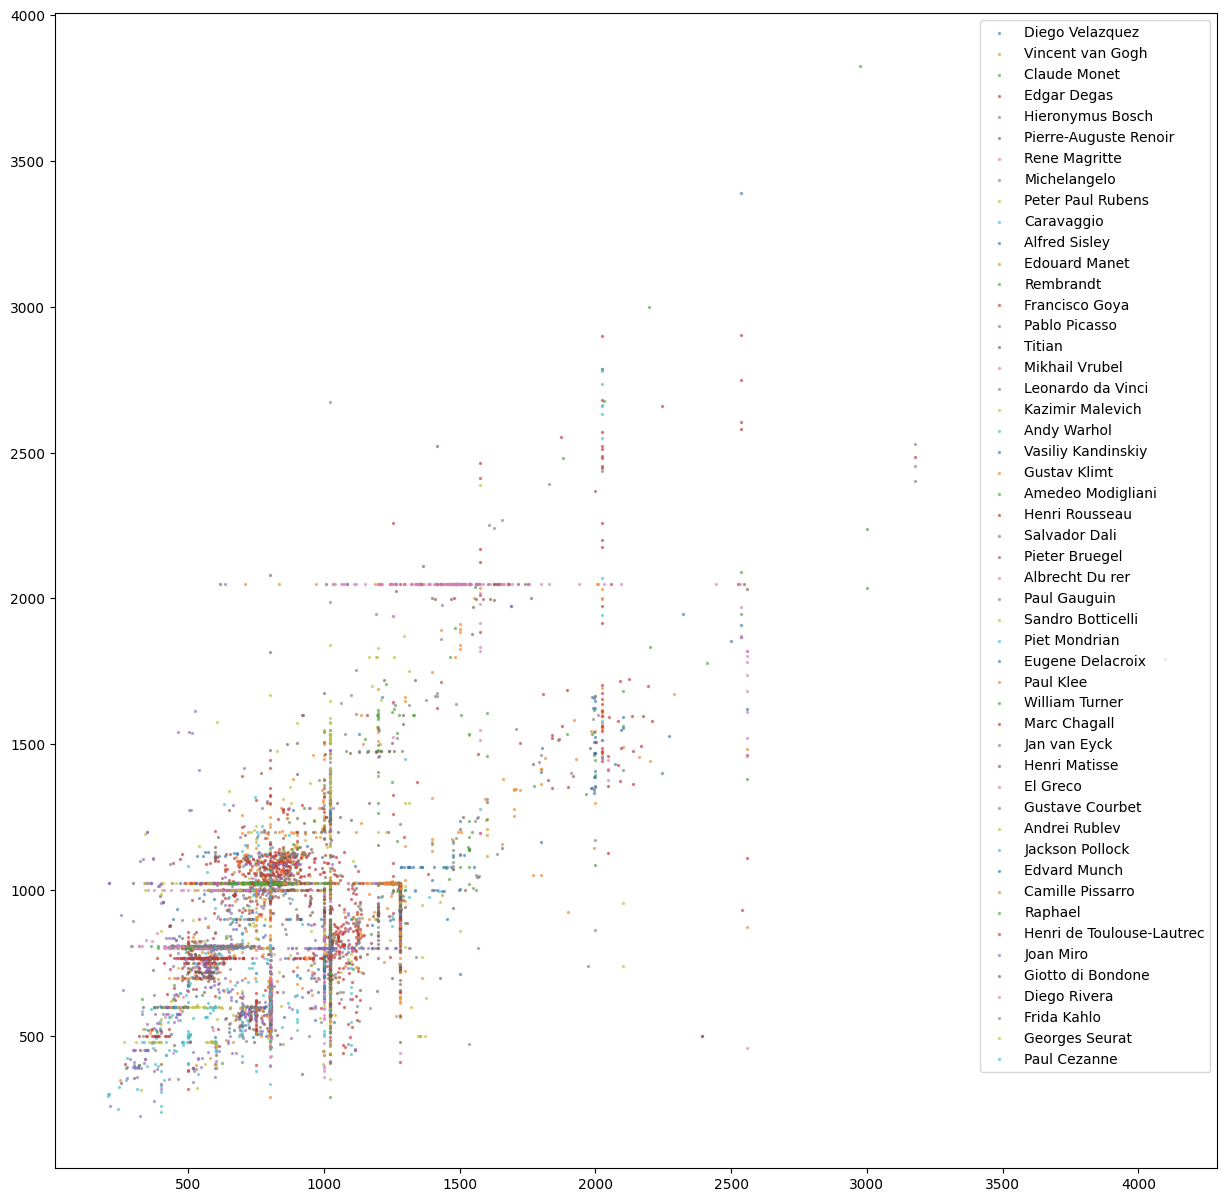 4000
3500
3000
2500
2000
1500
1000
500
500
1000
1500
2000
2500
3000
3500
4000
Diego Velazquez
Vincent van Gogh
Claude Monet
Edgar Degas
Hieronymus Bosch
Pierre-Auguste Renoir
Rene Magritte
Michelangelo
Peter Paul Rubens
Caravaggio
Alfred Sisley
Edouard Manet
Rembrandt
Francisco Goya
Pablo Picasso
Titian
Mikhail Vrubel
Leonardo da Vinci
Kazimir Malevich
Andy Warhol
Vasiliy Kandinskiy
Gustav Klimt
Amedeo Modigliani
Henri Rousseau
Salvador Dali
Pieter Bruegel
Albrecht Du rer
Paul Gauguin
Sandro Botticelli
Piet Mondrian
Eugene Delacroix
Paul Klee
William Turner
Marc Chagall
Jan van Eyck
Henri Matisse
El Greco
Gustave Courbet
Andrei Rublev
Jackson Pollock
Edvard Munch
Camille Pissarro
Raphael
Henri de Toulouse-Lautrec
Joan Miro
Giotto di Bondone
Diego Rivera
Frida Kahlo
Georges Seurat
Paul Cezanne